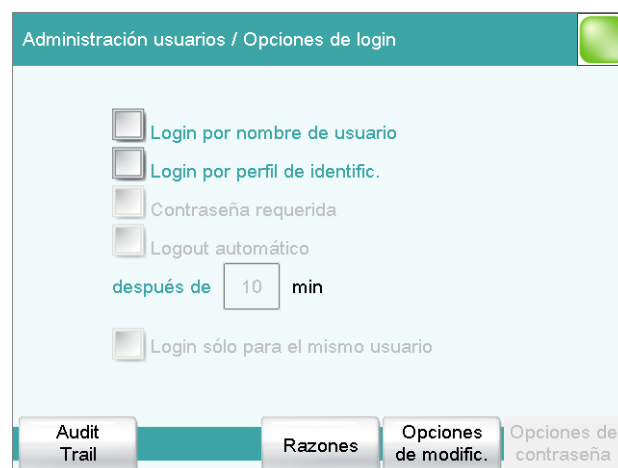 Administración usuarios / Opciones de login
Login por nombre de usuario
Login por perfil de identific.
Contraseña requerida
Logout automático
después de 10 min
Login sólo para el mismo usuario
Audit
Trail
Razones
Opciones
de modific.
Opciones de
contraseña